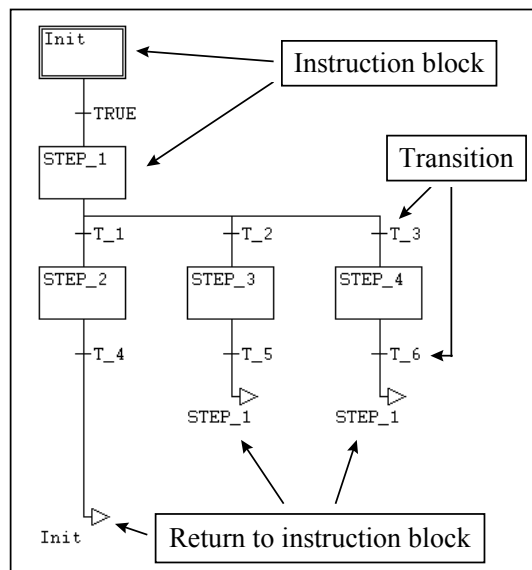 Init
Instruction block
TRUE
STEP_1
Transition
T_1
T_2
T_3
STEP_2
STEP_3
STEP_4
T_4
T_5
T_6
STEP_1
STEP_1
Init
Return to instruction block